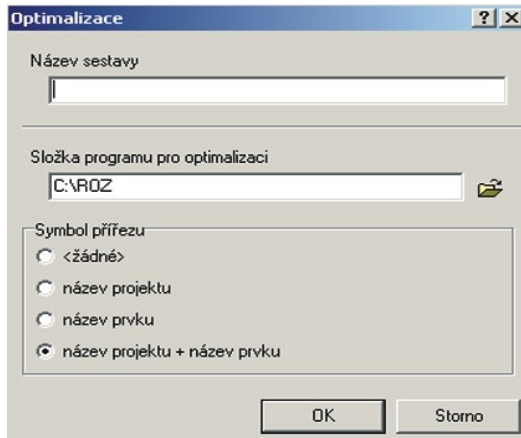 Optimalizace
Název sestavy
Složka programu pro optimalizaci
C:\ROZ
Symbol přířezu
<žádné>
název projektu
název prvku
název projektu + název prvku
OK
Storno